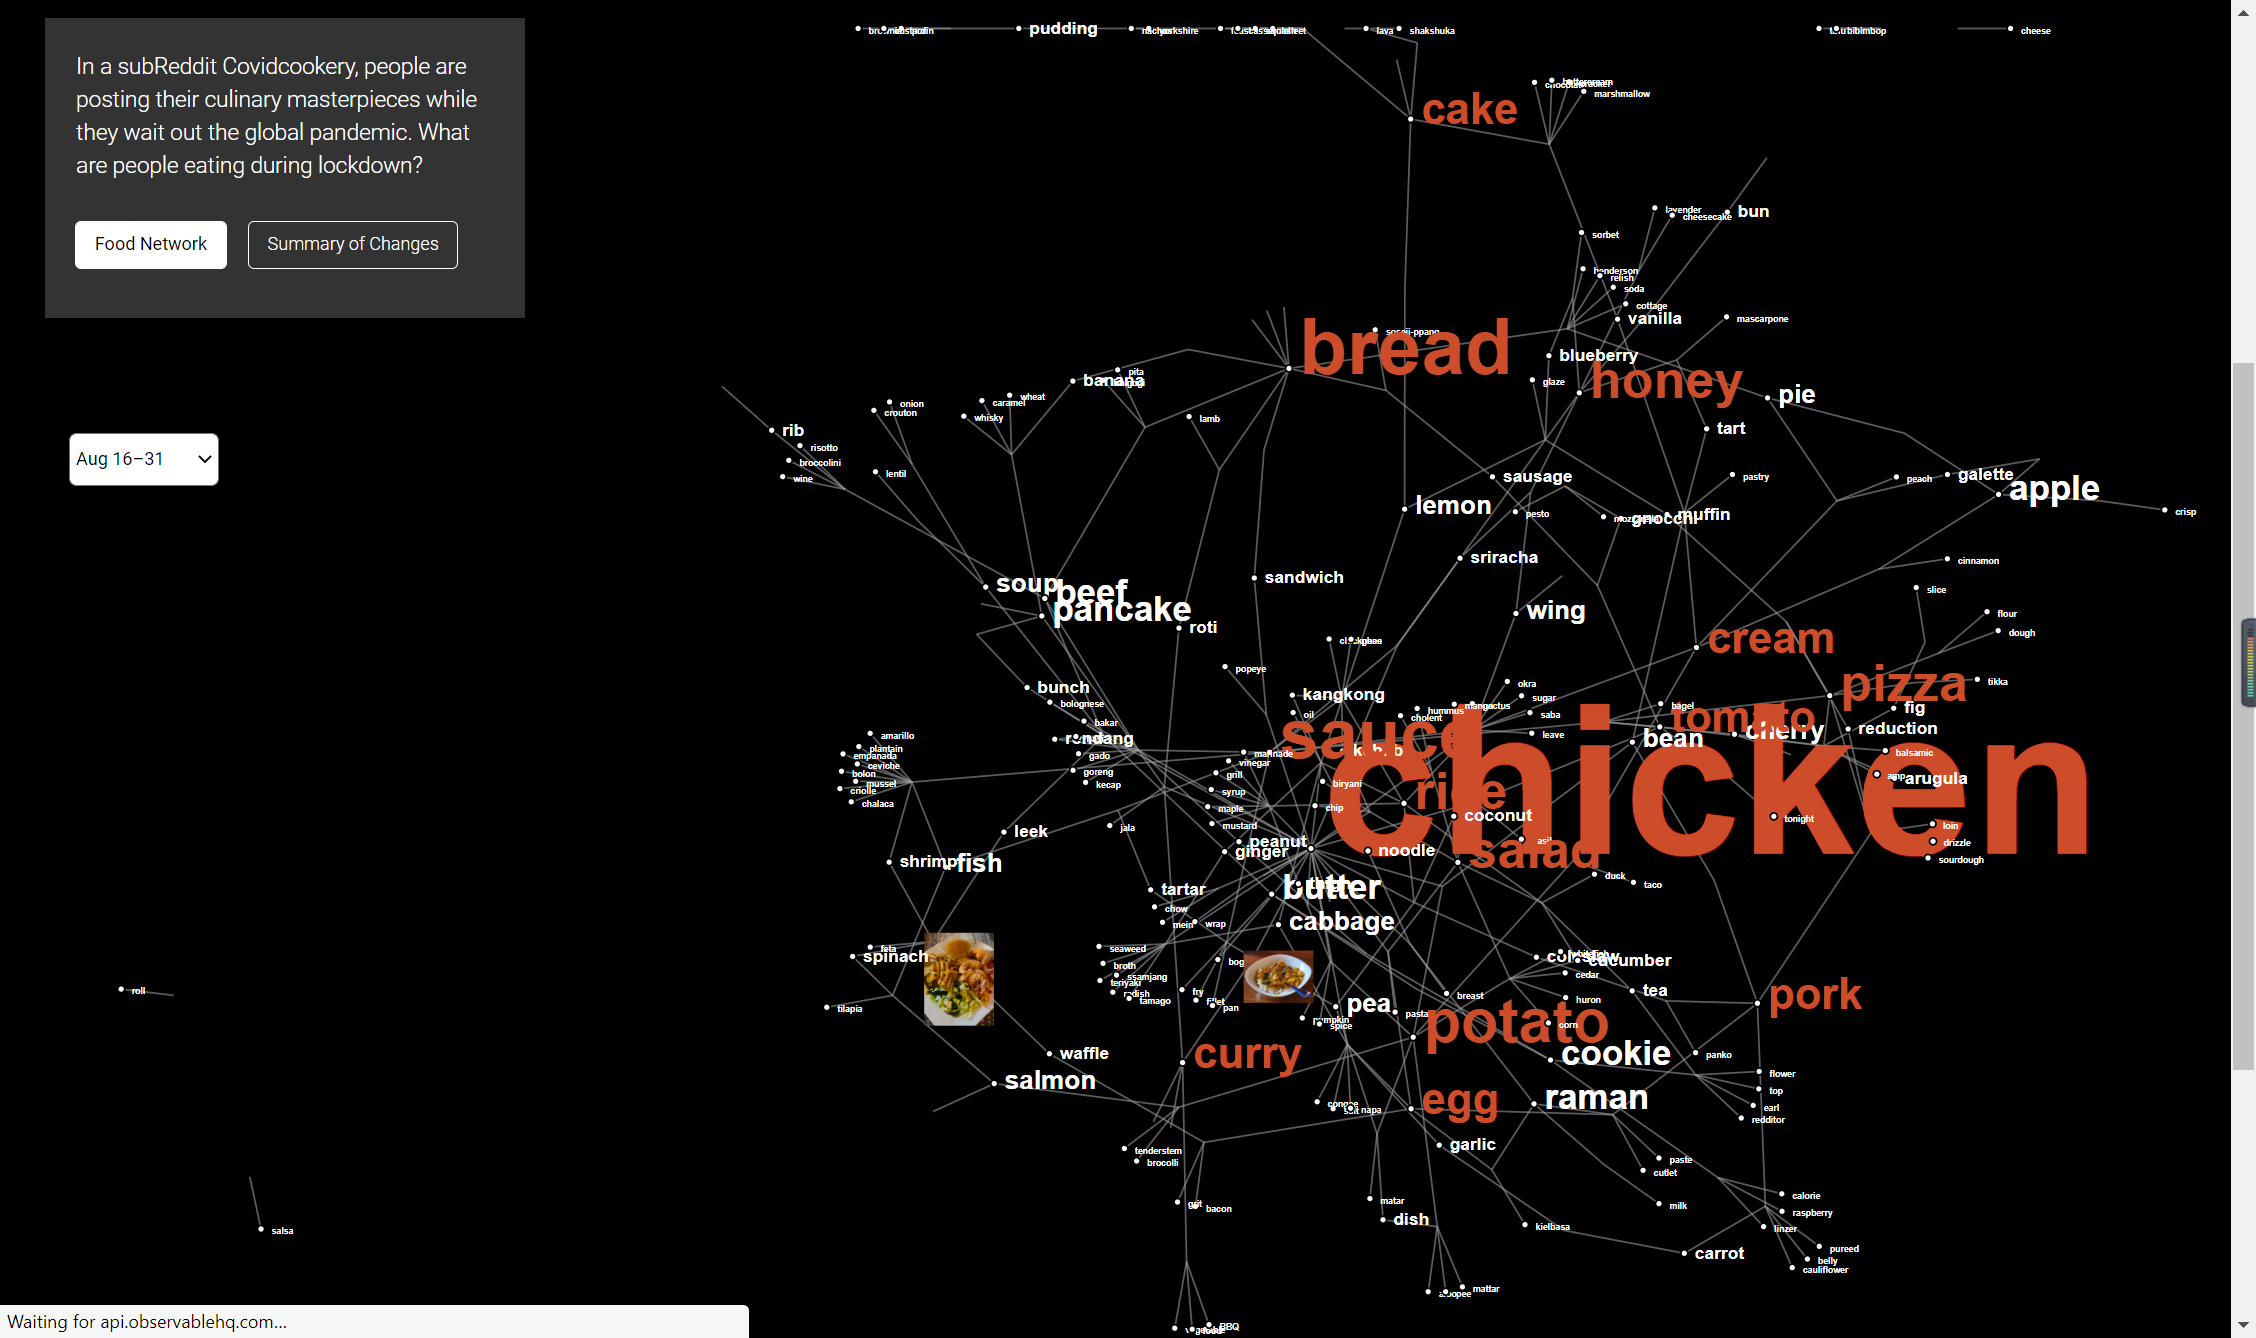 In a subReddit Covidcookery, people are
posting their culinary masterpieces while
they wait out the global pandemic. What
are people eating during lockdown?
Food Network
Summary of Changes
Aug 16–31
pudding
yorkshire
lava
shakshuka
cheese
cake
marshmallow
lavender
cheesecake
bun
sorbet
henderson
relish
soda
cottage
vanilla
mascarpone
bread
blueberry
glaze
honey
pie
banana
pita
wheat
caramel
whisky
onion
crouton
lamb
rib
risotto
broccolini
wine
lentil
tart
sausage
pastry
peach
galette
apple
crisp
lemon
pesto
gnocchi
muffin
sriracha
cinnamon
sandwich
soup
beef
pancake
roti
wing
slice
flour
dough
cream
popeye
pizza
tikka
bunch
bolognese
kangkong
oil
okra
sugar
saba
hummus
cholent
bagel
fig
tomato
cherry
reduction
bean
leave
bakar
rendang
gado
goreng
kecap
amarillo
plantain
empanada
ceviche
bolon
mussel
criolle
chalaca
sauce
kebab
marinade
vinegar
grill
syrup
maple
mustard
biryani
chip
rice
chicken
coconut
balsamic
amp
arugula
tonight
loin
drizzle
sourdough
jala
leek
shrimp
fish
peanut
ginger
noodle
salad
duck
taco
butter
cabbage
tartar
chow
mein
wrap
feta
spinach
seaweed
broth
ssamjang
teriyaki
radish
tamago
fry
fillet
pan
coleslaw
cucumber
cedar
huron
corn
tea
breast
pea
pasta
pumpkin
spice
potato
pork
roll
tilapia
waffle
salmon
curry
cookie
panko
flower
top
earl
redditor
egg
raman
congee
napa
garlic
tenderstem
brocolli
paste
cutlet
milk
grit
bacon
matar
dish
kielbasa
calorie
raspberry
linzer
carrot
pureed
belly
cauliflower
salsa
mattar
BBQ
Waiting for api.observablehq.com...